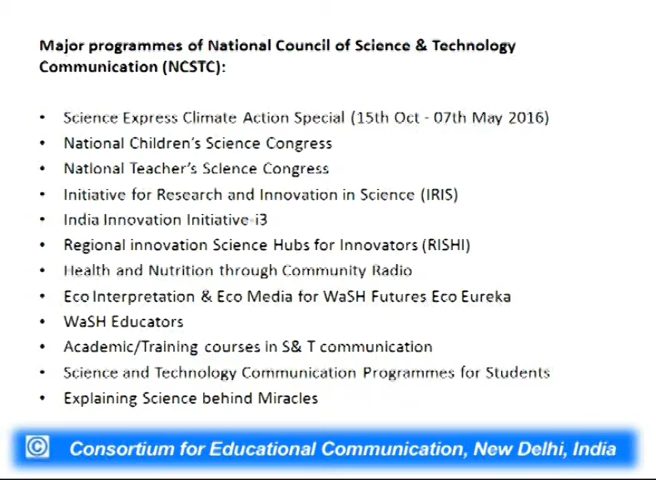 Major programmes of National Council of Science & Technology
Communication (NCSTC):
• Science Express Climate Action Special (15th Oct - 07th May 2016)
• National Children's Science Congress
• National Teacher's Science Congress
• Initiative for Research and Innovation in Science (IRIS)
• India Innovation Initiative-i3
• Regional innovation Science Hubs for Innovators (RISHI)
• Health and Nutrition through Community Radio
• Eco Interpretation & Eco Media for WaSH Futures Eco Eureka
• WaSH Educators
• Academic/Training courses in S& T communication
• Science and Technology Communication Programmes for Students
• Explaining Science behind Miracles
© Consortium for Educational Communication, New Delhi, India